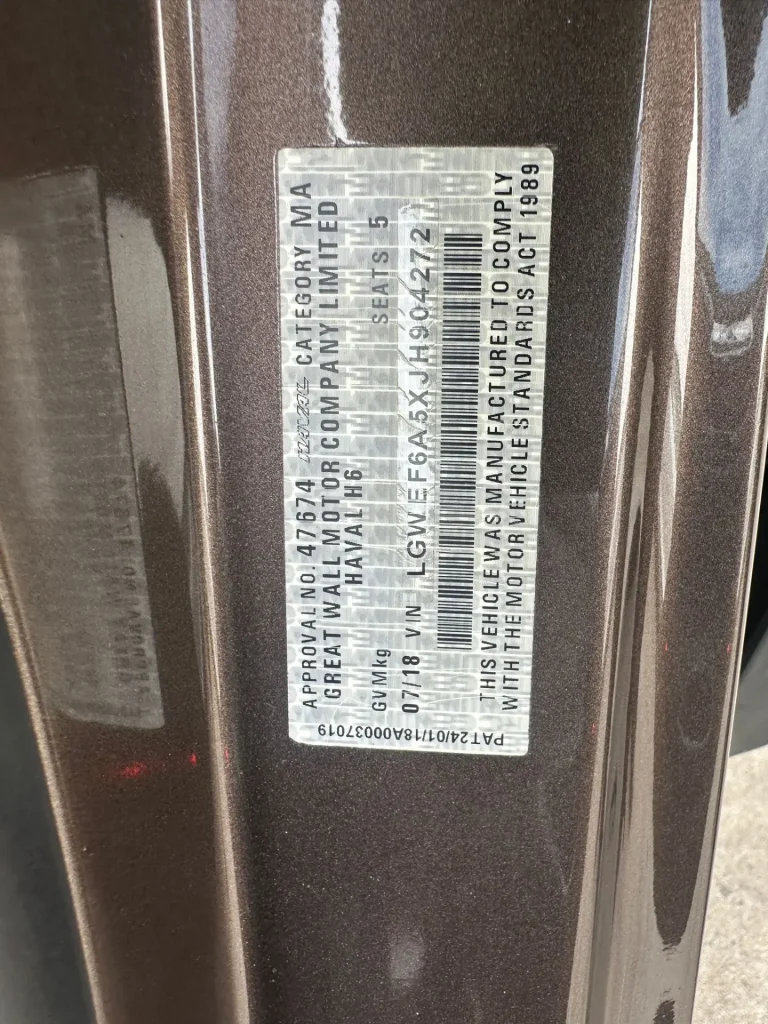 APPROVAL NO. 47674 HAVAL CATEGORY MA
GREAT WALL MOTOR COMPANY LIMITED
HAVAL H6
GVMkg SEATS 5
07/18 VIN LGWEF6A5XJH904272
THIS VEHICLE WAS MANUFACTURED TO COMPLY
WITH THE MOTOR VEHICLE STANDARDS ACT 1989
PAT24/01/18A00037019